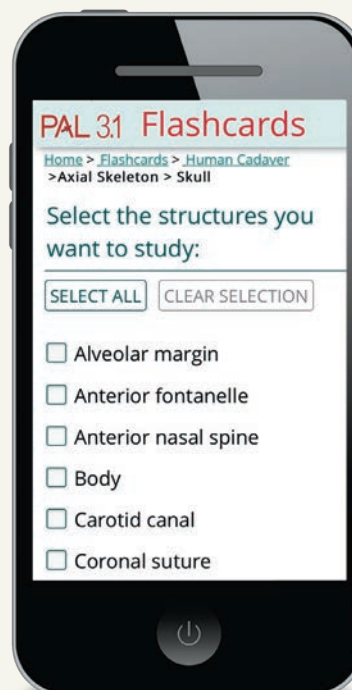 PAL 3.1 Flashcards
Home > Flashcards > Human Cadaver
>Axial Skeleton > Skull
Select the structures you
want to study:
SELECT ALL CLEAR SELECTION
Alveolar margin
Anterior fontanelle
Anterior nasal spine
Body
Carotid canal
Coronal suture